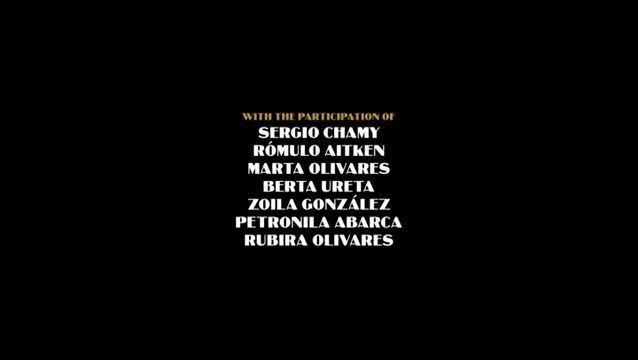 WITH THE PARTICIPATION OF
SERGIO CHAMY
RÓMULO AITKEN
MARTA OLIVARES
BERTA URETA
ZOILA GONZÁLEZ
PETRONILA ABARCA
RUBIRA OLIVARES